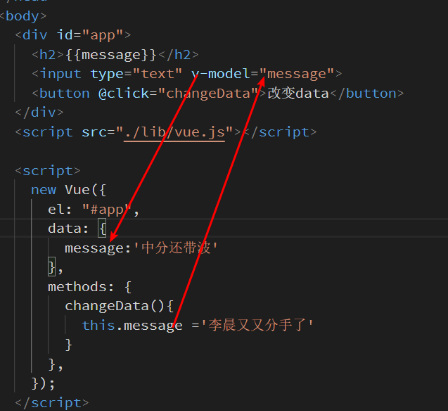 <body>
<div id="app">
<h2>{{message}}</h2>
<input type="text" v-model="message">
<button @click="changeData">改变data</button>
</div>
<script src="./lib/vue.js"></script>
<script>
new Vue({
el: "#app",
data: {
message:'中分还带波'
},
methods: {
changeData(){
this.message ='李晨又又分手了'
}
},
});
</script>